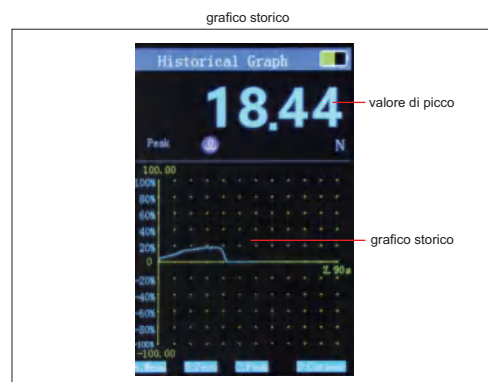 grafico storico
Historical Graph
18.44
valore di picco
Peak
N
100.00
100%
80%
60%
40%
grafico storico
20%
0
2.90s
-20%
-40%
-60%
-80%
-100%
-100.00